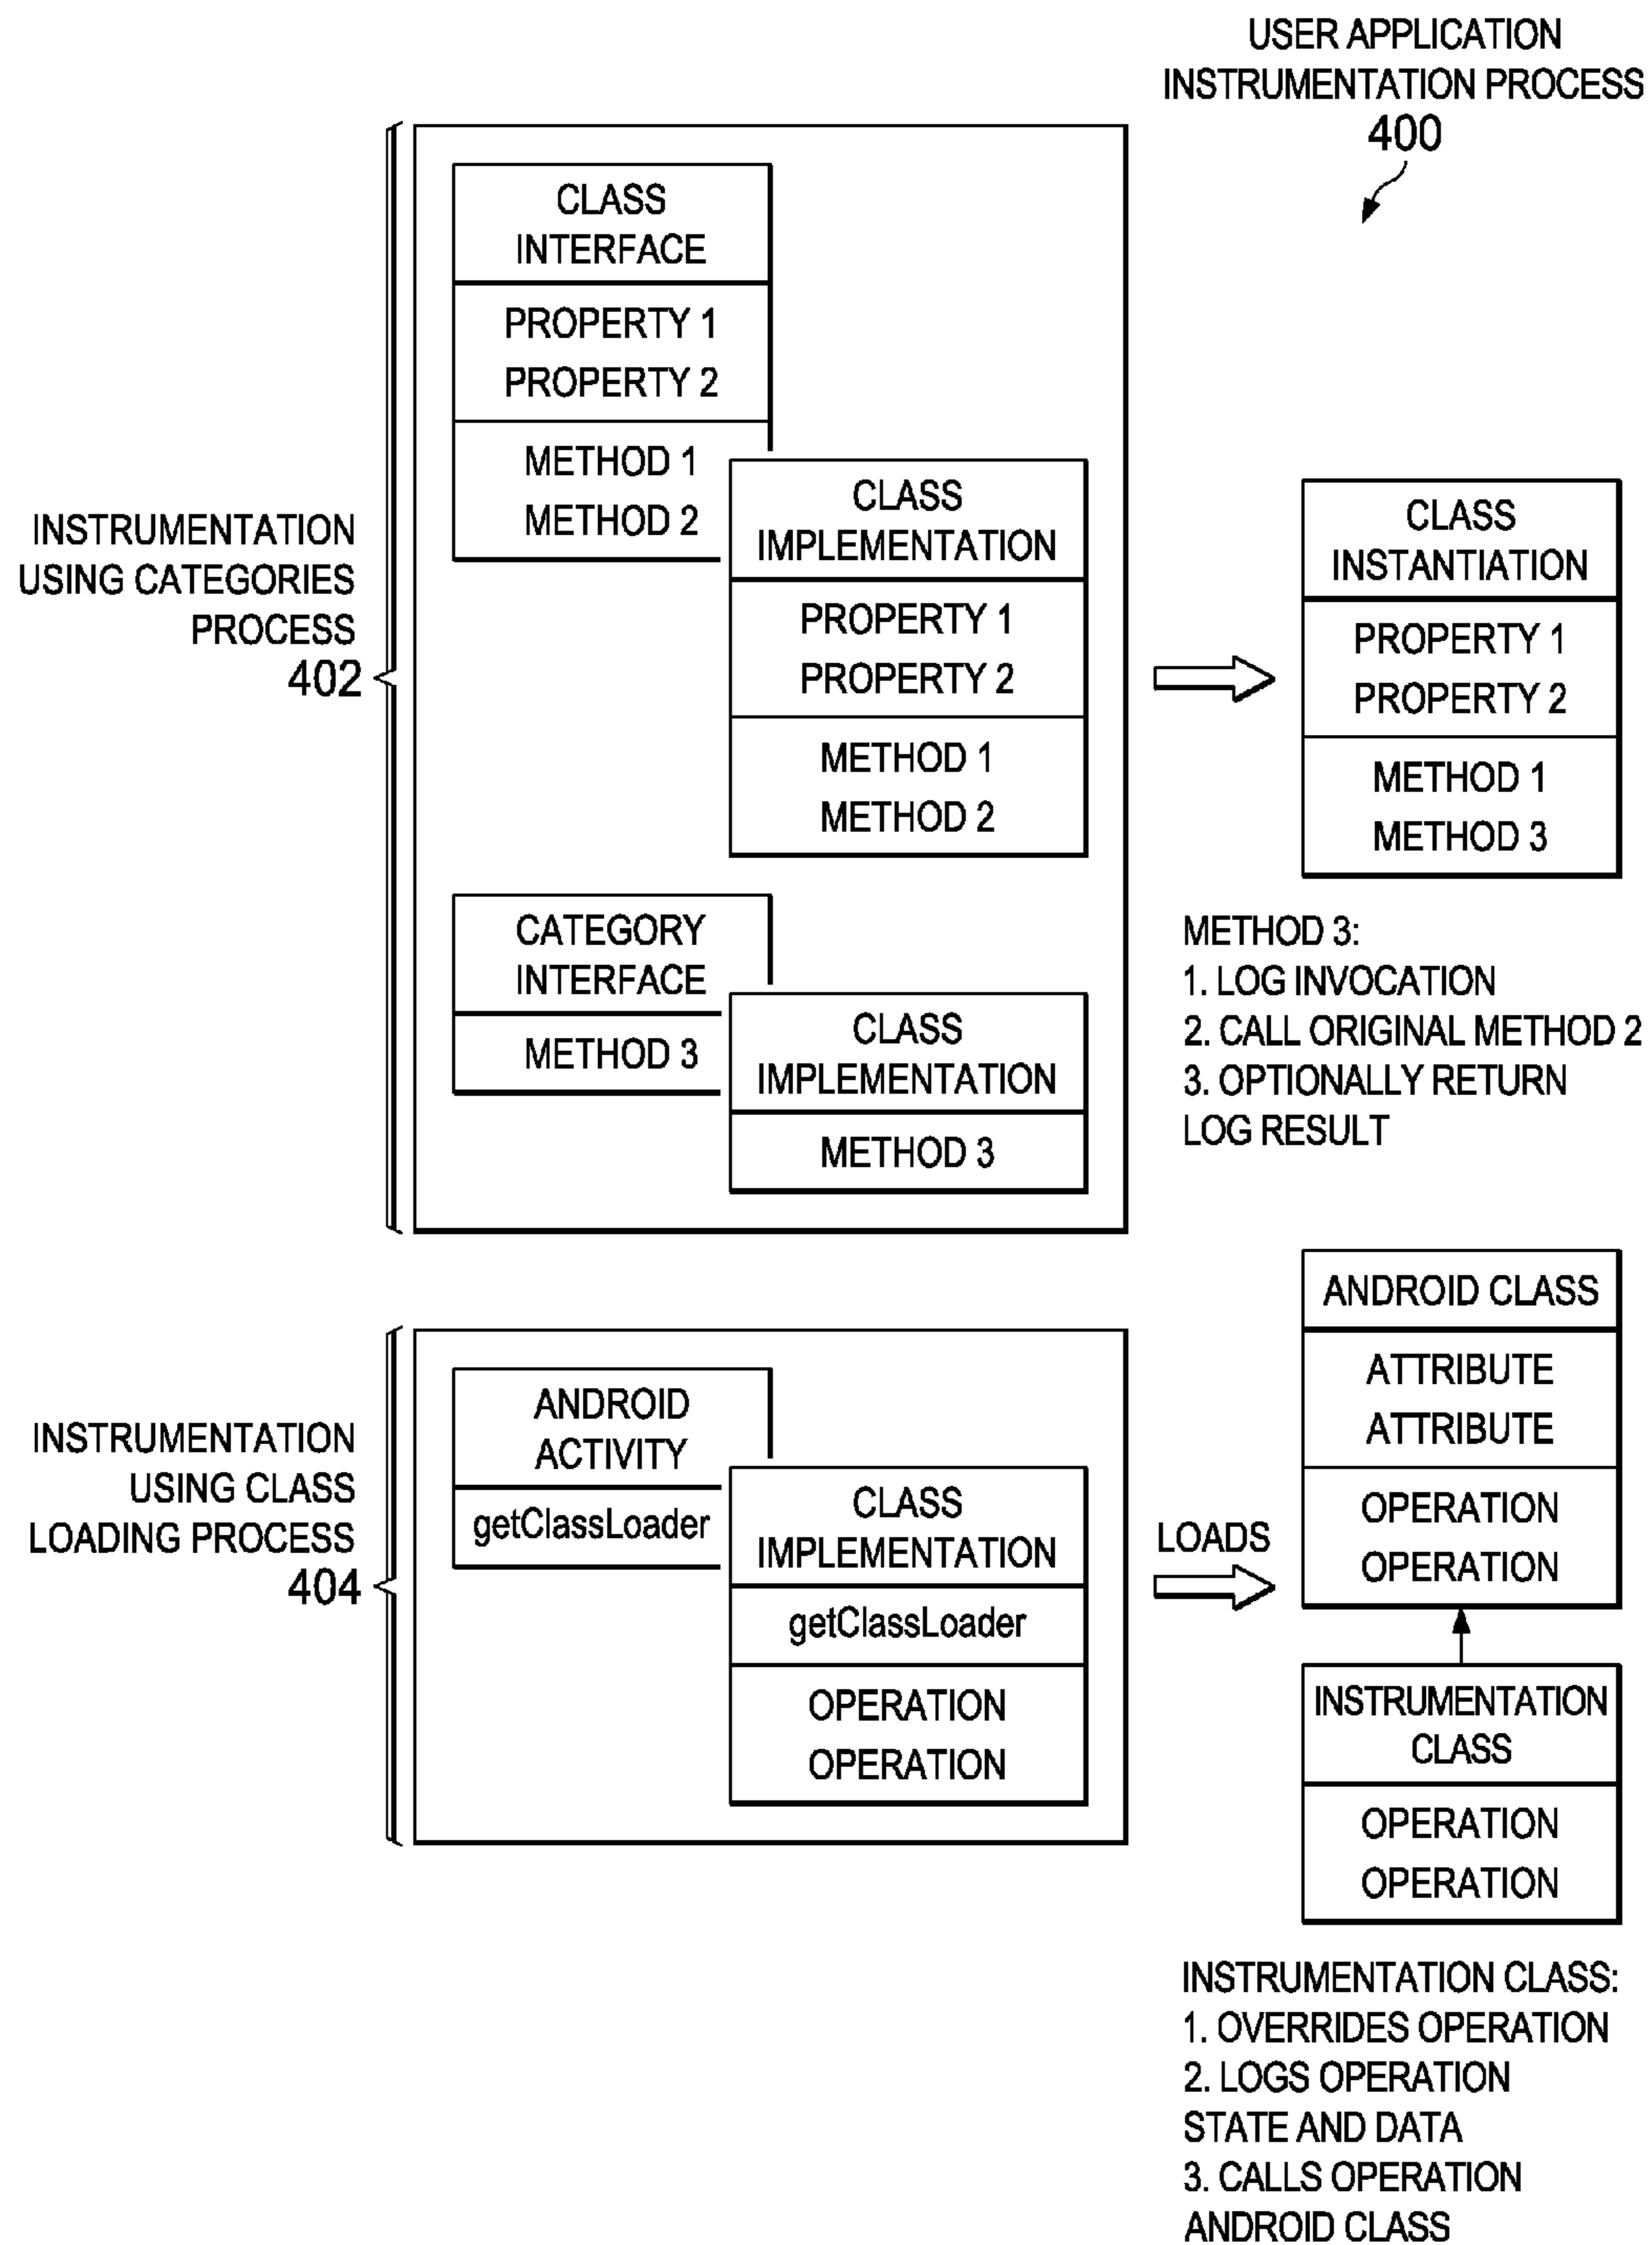 USER APPLICATION
INSTRUMENTATION PROCESS
400
INSTRUMENTATION
USING CATEGORIES
PROCESS
402
CLASS
INTERFACE
PROPERTY 1
PROPERTY 2
METHOD 1
METHOD 2
CLASS
IMPLEMENTATION
PROPERTY 1
PROPERTY 2
METHOD 1
METHOD 2
CATEGORY
INTERFACE
METHOD 3
CLASS
IMPLEMENTATION
METHOD 3
CLASS
INSTANTIATION
PROPERTY 1
PROPERTY 2
METHOD 1
METHOD 3
METHOD 3:
1. LOG INVOCATION
2. CALL ORIGINAL METHOD 2
3. OPTIONALLY RETURN
LOG RESULT
INSTRUMENTATION
USING CLASS
LOADING PROCESS
404
ANDROID
ACTIVITY
getClassLoader
CLASS
IMPLEMENTATION
getClassLoader
OPERATION
OPERATION
LOADS
ANDROID CLASS
ATTRIBUTE
ATTRIBUTE
OPERATION
OPERATION
INSTRUMENTATION
CLASS
OPERATION
OPERATION
INSTRUMENTATION CLASS:
1. OVERRIDES OPERATION
2. LOGS OPERATION
STATE AND DATA
3. CALLS OPERATION
ANDROID CLASS